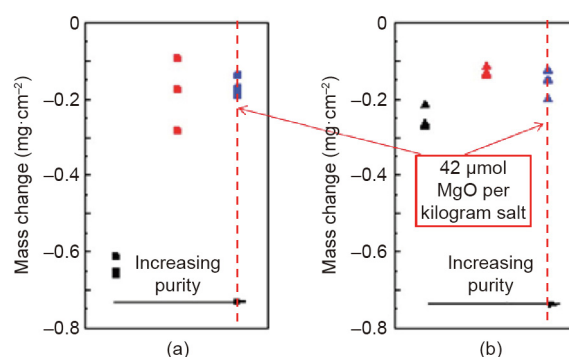 0
–0.2
–0.4
–0.6
–0.8
Mass change (mg·cm⁻²)
Increasing
purity
(a)
0
–0.2
–0.4
–0.6
–0.8
Mass change (mg·cm⁻²)
42 μmol
MgO per
kilogram salt
Increasing
purity
(b)